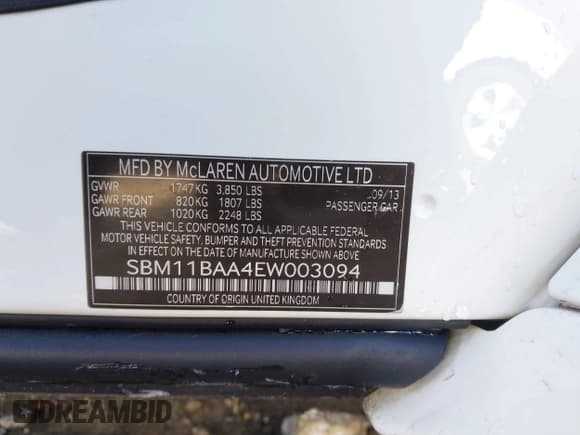 MFD BY McLAREN AUTOMOTIVE LTD
GVWR 1747 KG 3,850 LBS 09/13
GAWR FRONT 820KG 1807 LBS PASSENGER CAR
GAWR REAR 1020KG 2248 LBS
THIS VEHICLE CONFORMS TO ALL APPLICABLE FEDERAL
MOTOR VEHICLE SAFETY, BUMPER AND THEFT PREVENTION STANDARDS
IN EFFECT ON THE DATE OF MANUFACTURE SHOWN ABOVE.
SBM11BAA4EW003094
COUNTRY OF ORIGIN UNITED KINGDOM
DREAMBID